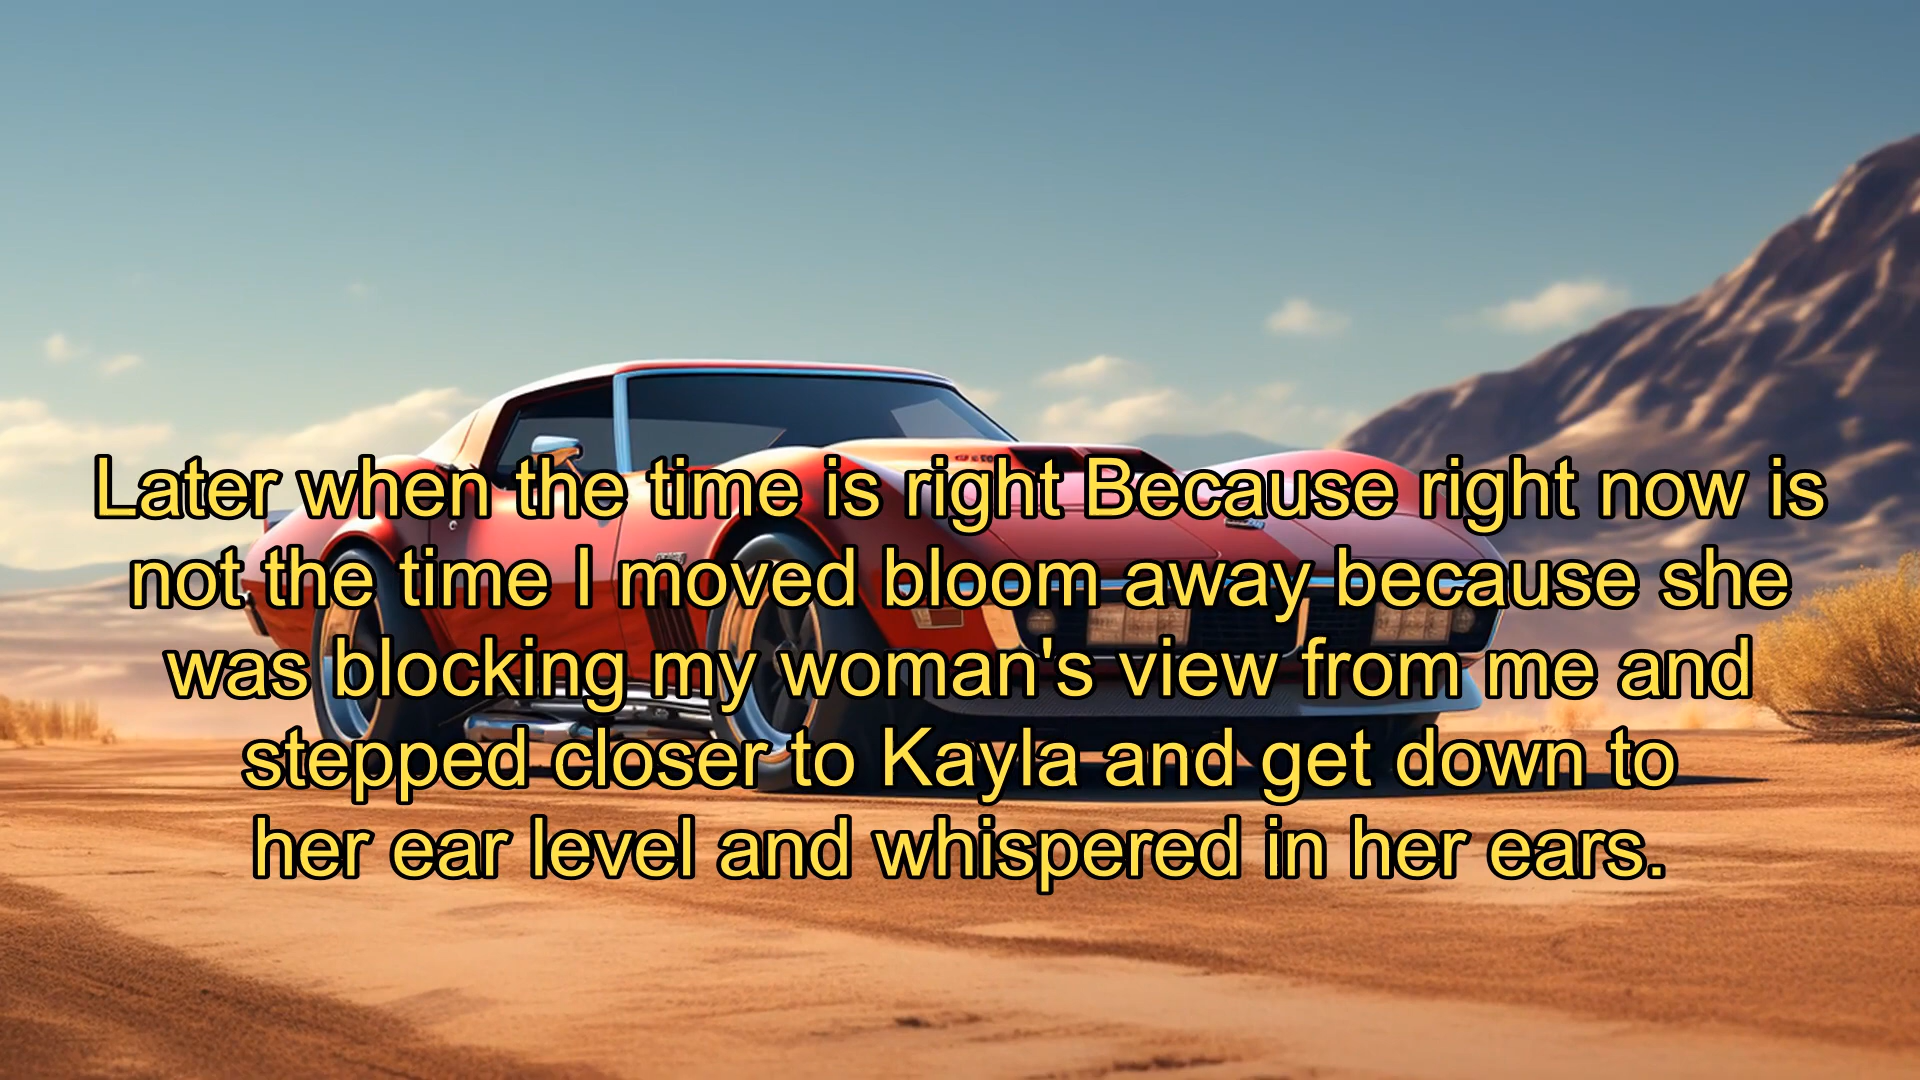 Later when the time is right Because right now is
not the time I moved bloom away because she
was blocking my woman's view from me and
stepped closer to Kayla and get down to
her ear level and whispered in her ears.